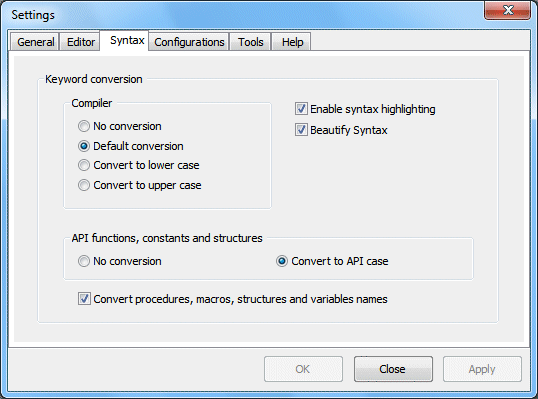 Settings
General Editor Syntax Configurations Tools Help
Keyword conversion
Compiler
No conversion
Default conversion
Convert to lower case
Convert to upper case
Enable syntax highlighting
Beautify Syntax
API functions, constants and structures
No conversion Convert to API case
Convert procedures, macros, structures and variables names
OK Close Apply